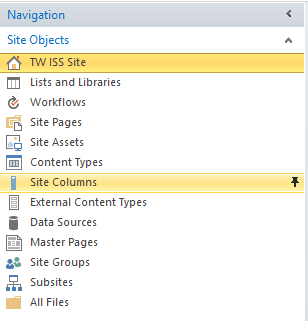 Navigation
Site Objects
TW ISS Site
Lists and Libraries
Workflows
Site Pages
Site Assets
Content Types
Site Columns
External Content Types
Data Sources
Master Pages
Site Groups
Subsites
All Files